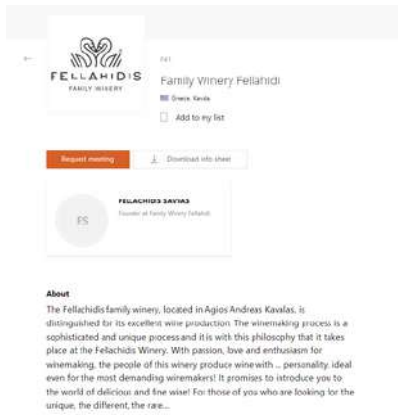 FELLAHIDIS
FAMILY WINERY
Family Winery Fellahidi
Greece, Kavala
Add to my list
Request meeting
Download info sheet
FS
FELLACHIDIS SAVVAS
Founder at Family Winery Fellahidi
About
The Fellachidis family winery, located in Agios Andreas Kavalas, is
distinguished for its excellent wine production. The winemaking process is a
sophisticated and unique process and it is with this philosophy that it takes
place at the Fellachidis Winery. With passion, love and enthusiasm for
winemaking, the people of this winery produce wine with ... personality, ideal
even for the most demanding winemakers! It promises to introduce you to
the world of delicious and fine wine! For those of you who are looking for the
unique, the different, the rare...